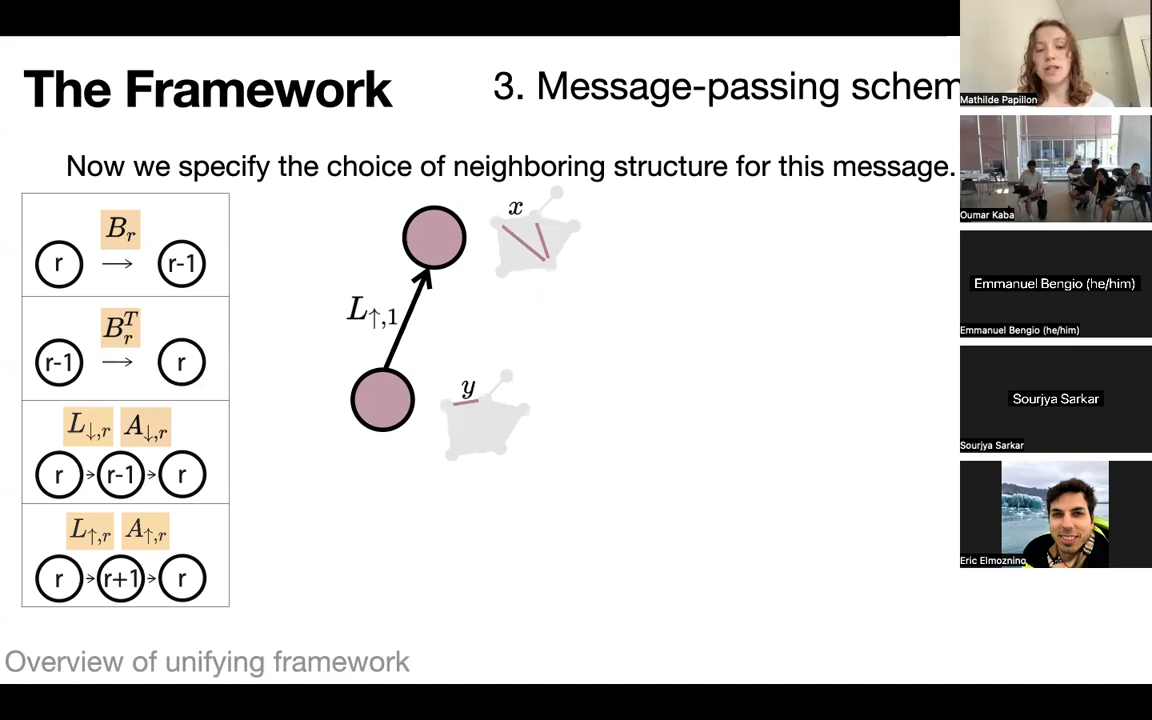 The Framework
3. Message-passing schem
Now we specify the choice of neighboring structure for this message.
B_r
r → r-1
B_r^T
r-1 → r
L_↓,r A_↓,r
r → r-1 → r
L_↑,r A_↑,r
r → r+1 → r
x
L_↑,1
y
Overview of unifying framework
Mathilde Papillon
Oumar Kaba
Emmanuel Bengio (he/him)
Emmanuel Bengio (he/him)
Sourjya Sarkar
Sourjya Sarkar
Eric Elmoznino